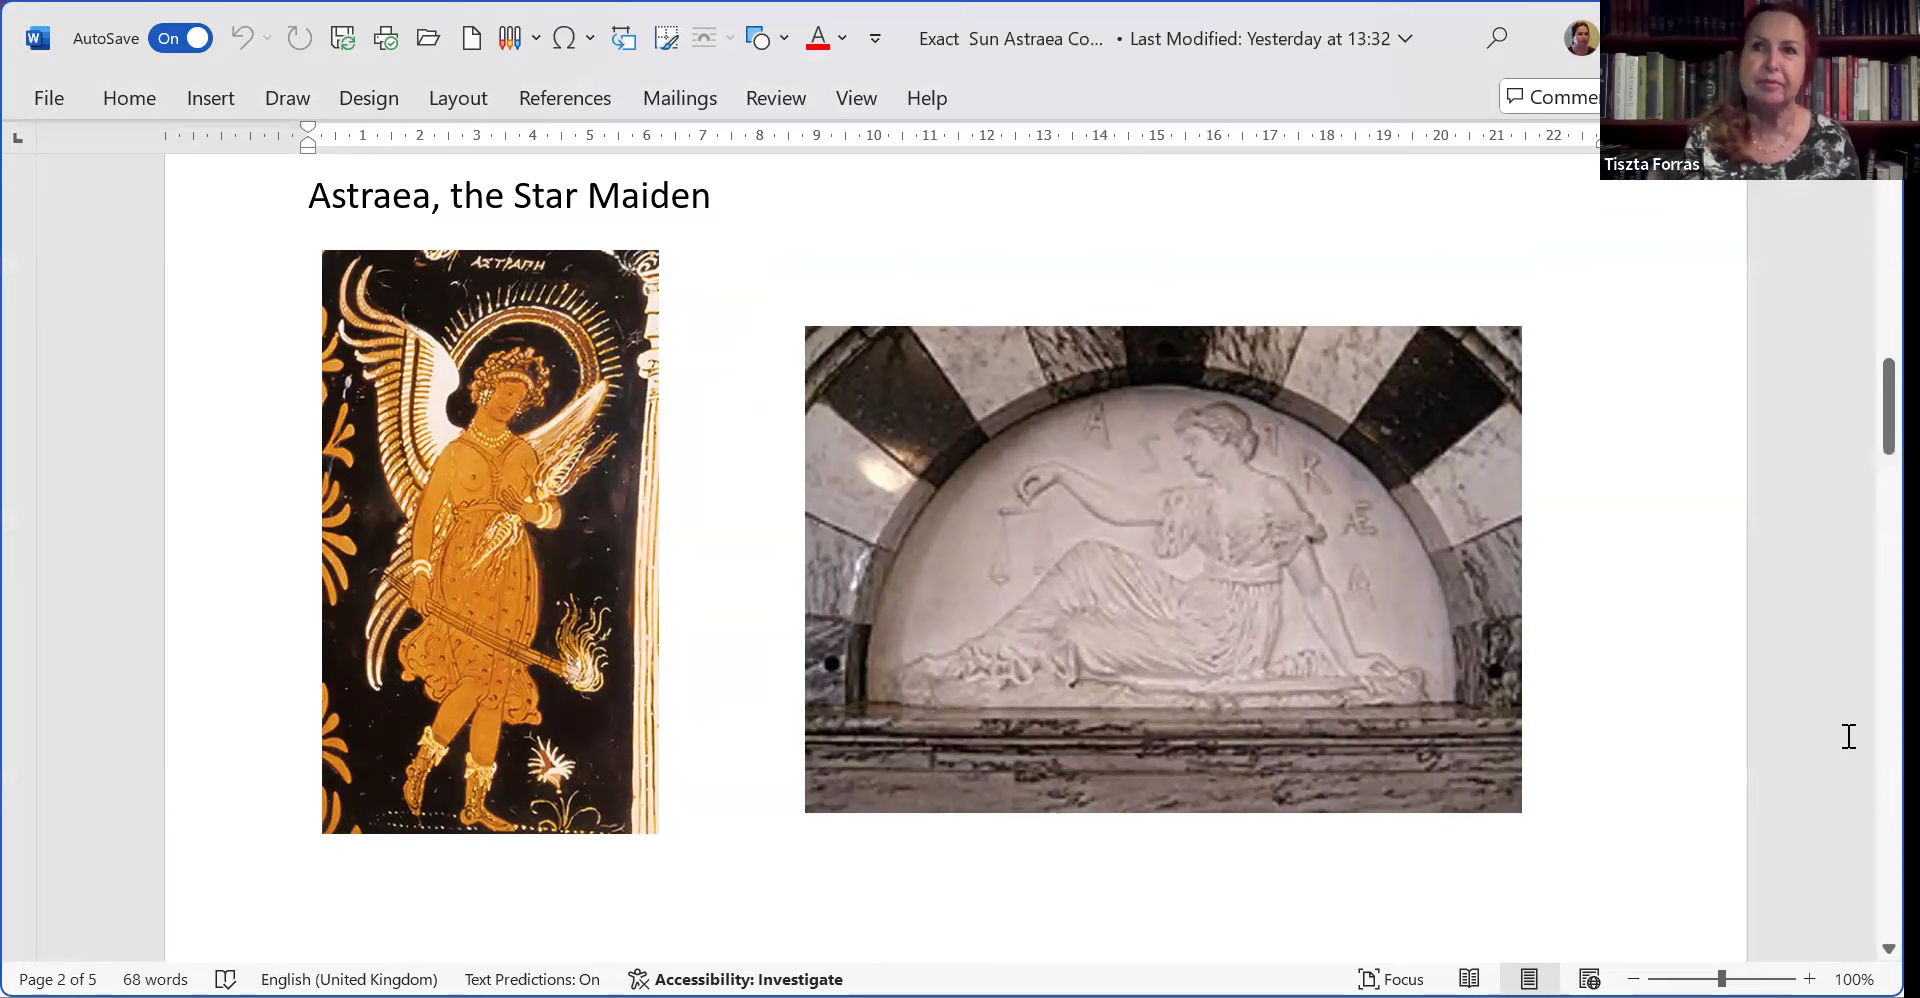 AutoSave On Exact Sun Astraea Co... • Last Modified: Yesterday at 13:32
File Home Insert Draw Design Layout References Mailings Review View Help Comme
1 2 3 4 5 6 7 8 9 10 11 12 13 14 15 16 17 18 19 20 21 22
Tiszta Forras
Astraea, the Star Maiden
ΑΣΤΡΑΠΗ
Page 2 of 5 68 words English (United Kingdom) Text Predictions: On Accessibility: Investigate Focus 100%